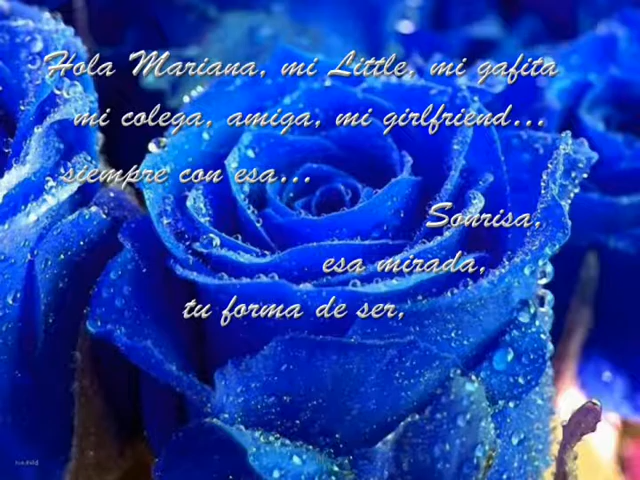 Hola Mariana, mi Little, mi gafita
mi colega, amiga, mi girlfriend...
siempre con esa...
Sonrisa,
esa mirada,
tu forma de ser,